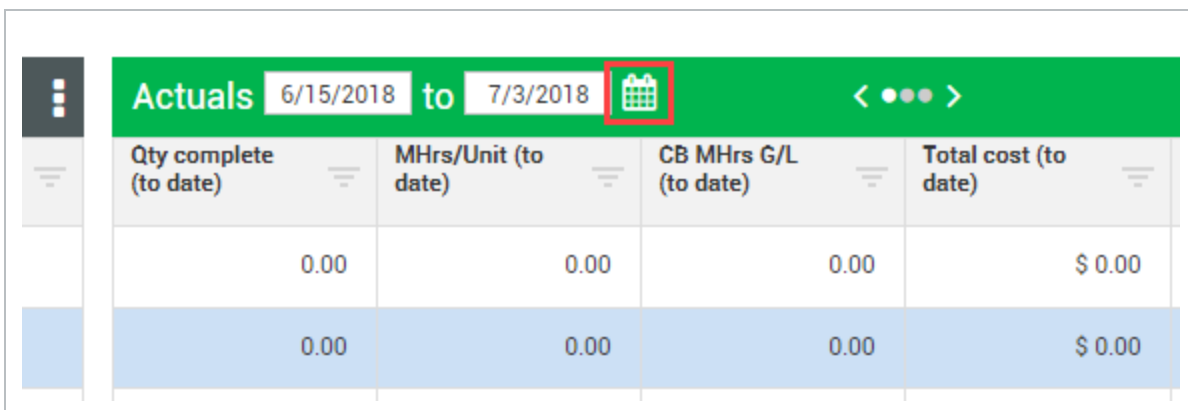 Actuals 6/15/2018 to 7/3/2018
Qty complete (to date) MHrs/Unit (to date) CB MHrs G/L (to date) Total cost (to date)
0.00 0.00 0.00 $ 0.00
0.00 0.00 0.00 $ 0.00